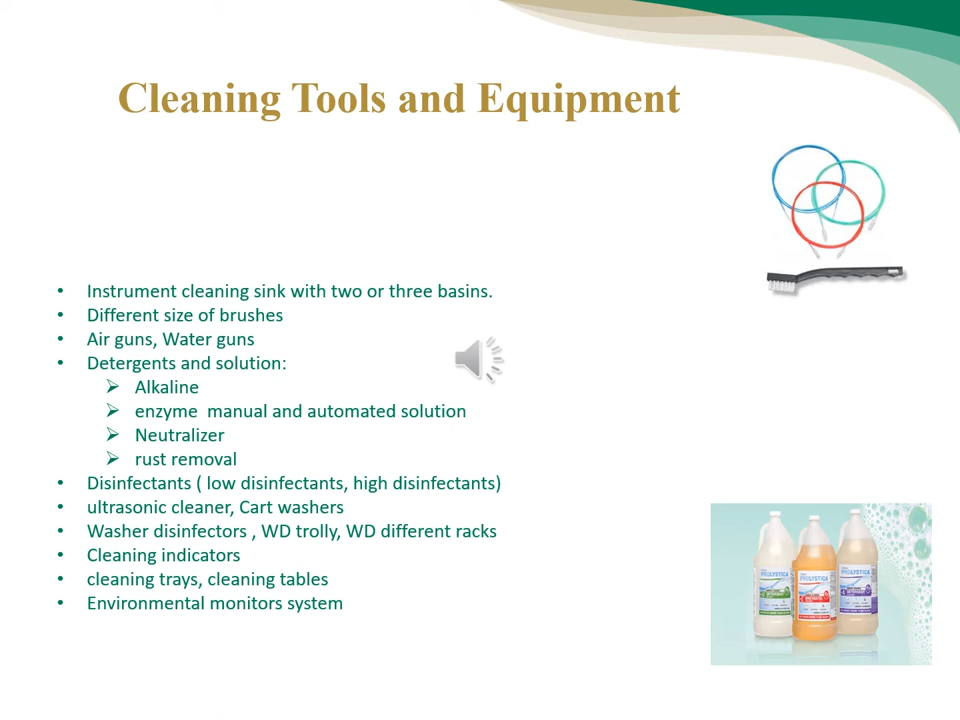 Cleaning Tools and Equipment
• Instrument cleaning sink with two or three basins.
• Different size of brushes
• Air guns, Water guns
• Detergents and solution:
➢ Alkaline
➢ enzyme  manual and automated solution
➢ Neutralizer
➢ rust removal
• Disinfectants ( low disinfectants, high disinfectants)
• ultrasonic cleaner, Cart washers
• Washer disinfectors , WD trolly, WD different racks
• Cleaning indicators
• cleaning trays, cleaning tables
• Environmental monitors system
PROLYSTICA PROLYSTICA PROLYSTICA